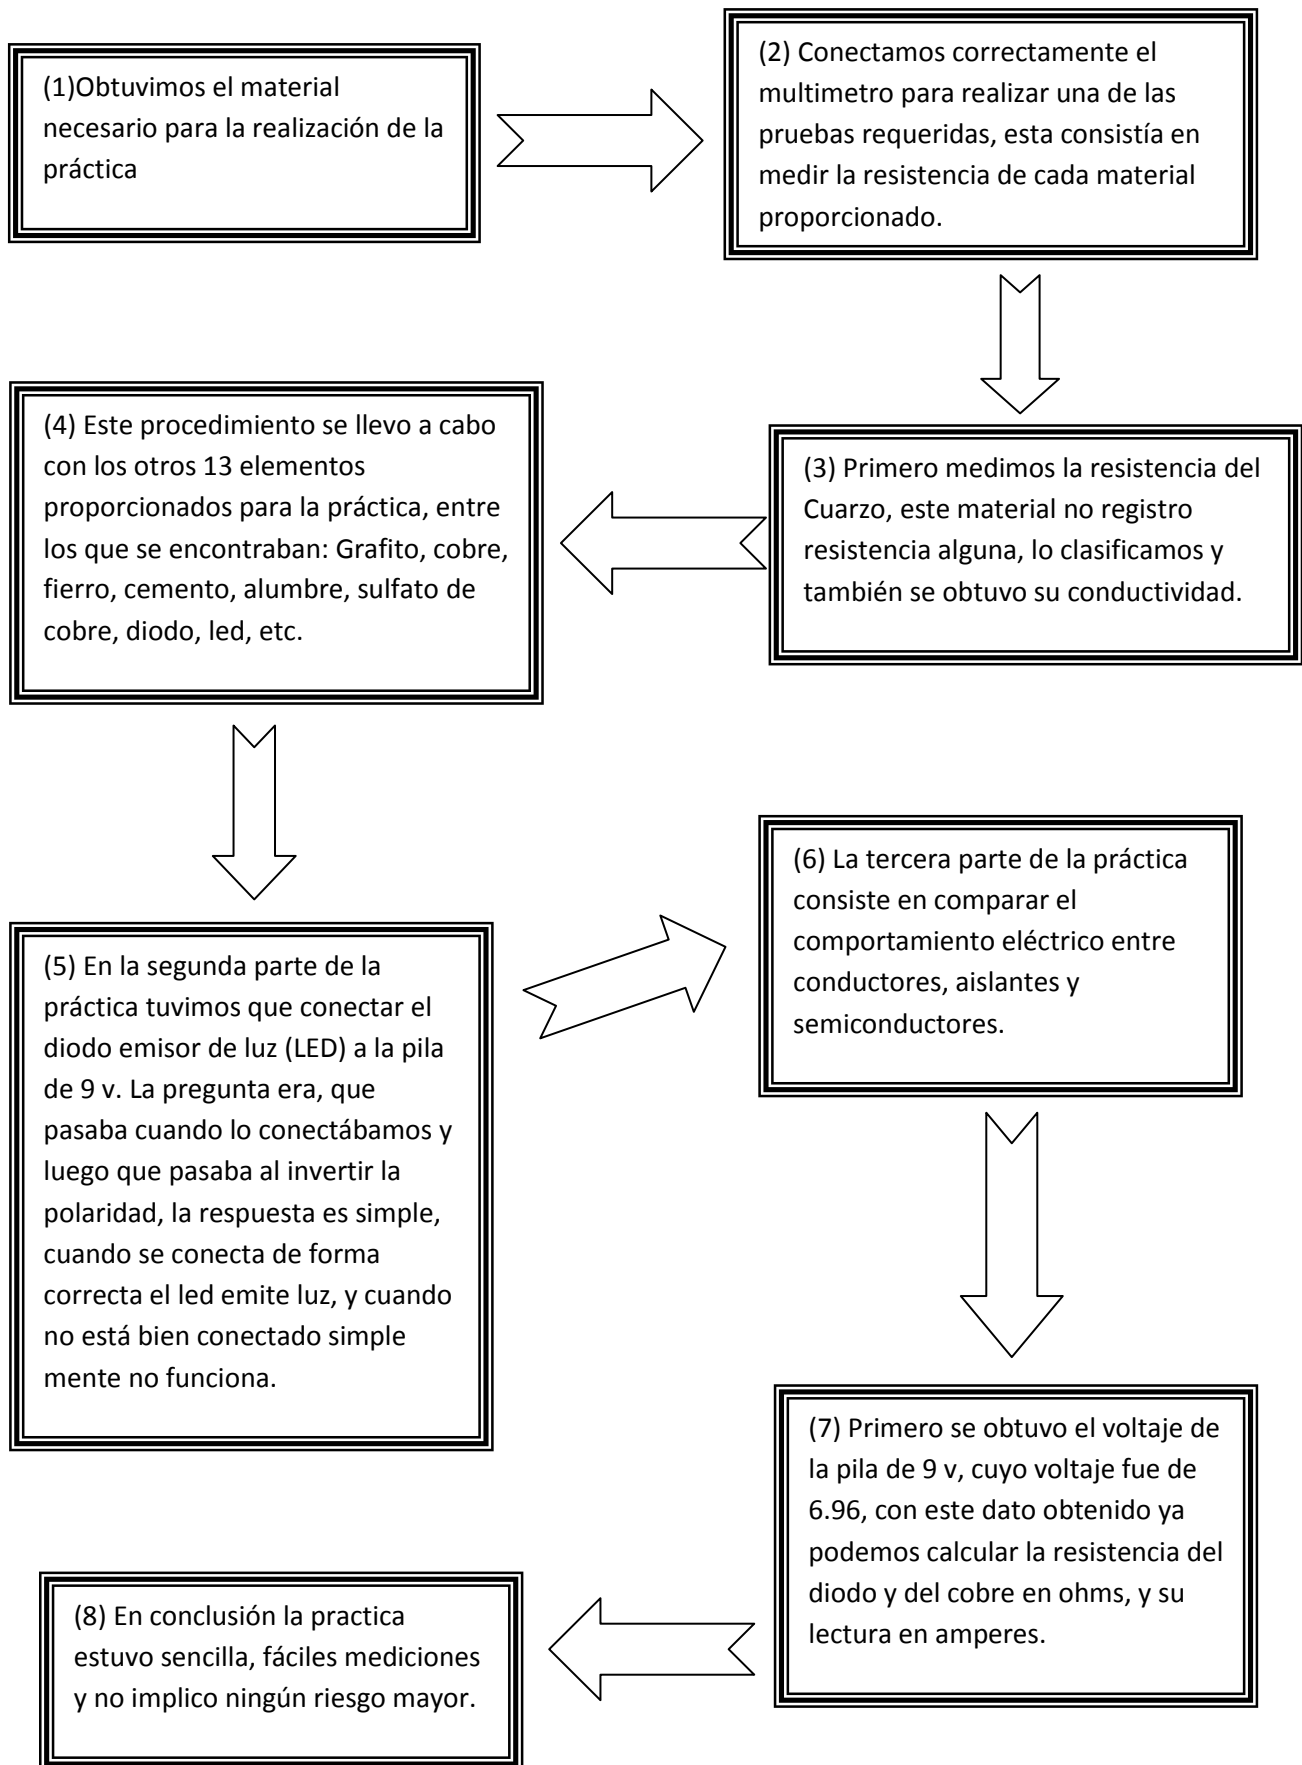 (1)Obtuvimos el material
necesario para la realización de la
práctica
(2) Conectamos correctamente el
multimetro para realizar una de las
pruebas requeridas, esta consistía en
medir la resistencia de cada material
proporcionado.
(3) Primero medimos la resistencia del
Cuarzo, este material no registro
resistencia alguna, lo clasificamos y
también se obtuvo su conductividad.
(4) Este procedimiento se llevo a cabo
con los otros 13 elementos
proporcionados para la práctica, entre
los que se encontraban: Grafito, cobre,
fierro, cemento, alumbre, sulfato de
cobre, diodo, led, etc.
(5) En la segunda parte de la
práctica tuvimos que conectar el
diodo emisor de luz (LED) a la pila
de 9 v. La pregunta era, que
pasaba cuando lo conectábamos y
luego que pasaba al invertir la
polaridad, la respuesta es simple,
cuando se conecta de forma
correcta el led emite luz, y cuando
no está bien conectado simple
mente no funciona.
(6) La tercera parte de la práctica
consiste en comparar el
comportamiento eléctrico entre
conductores, aislantes y
semiconductores.
(7) Primero se obtuvo el voltaje de
la pila de 9 v, cuyo voltaje fue de
6.96, con este dato obtenido ya
podemos calcular la resistencia del
diodo y del cobre en ohms, y su
lectura en amperes.
(8) En conclusión la practica
estuvo sencilla, fáciles mediciones
y no implico ningún riesgo mayor.